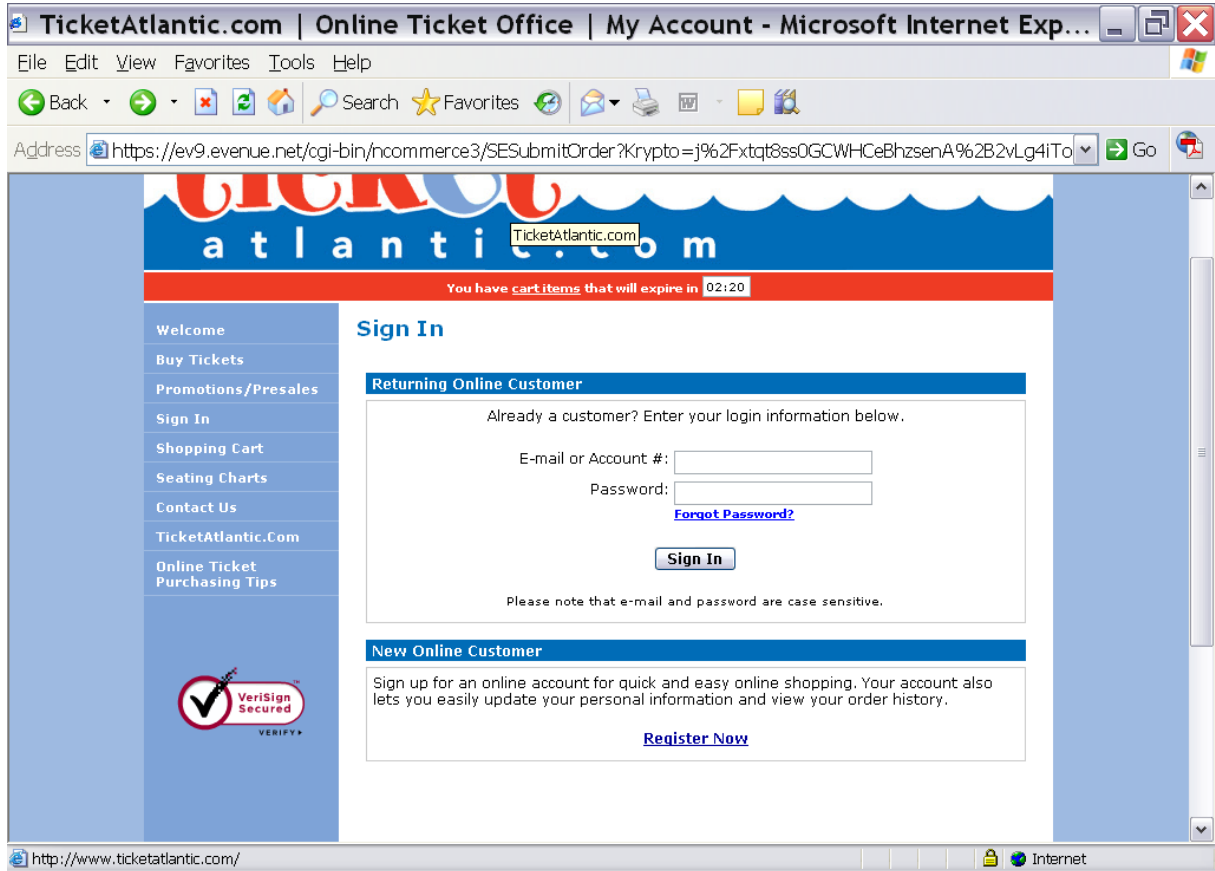 TicketAtlantic.com | Online Ticket Office | My Account - Microsoft Internet Exp...
File Edit View Favorites Tools Help
Back Search Favorites
Address https://ev9.evenue.net/cgi-bin/ncommerce3/SESubmitOrder?Krypto=j%2Fxtqt8ss0GCWHCeBhzsenA%2B2vLg4iTo Go
ticket
atlantic.com
TicketAtlantic.com
You have cart items that will expire in 02:20
Welcome
Buy Tickets
Promotions/Presales
Sign In
Shopping Cart
Seating Charts
Contact Us
TicketAtlantic.Com
Online Ticket
Purchasing Tips
VeriSign
Secured
VERIFY
Sign In
Returning Online Customer
Already a customer? Enter your login information below.
E-mail or Account #:
Password:
Forgot Password?
Sign In
Please note that e-mail and password are case sensitive.
New Online Customer
Sign up for an online account for quick and easy online shopping. Your account also
lets you easily update your personal information and view your order history.
Register Now
http://www.ticketatlantic.com/ Internet